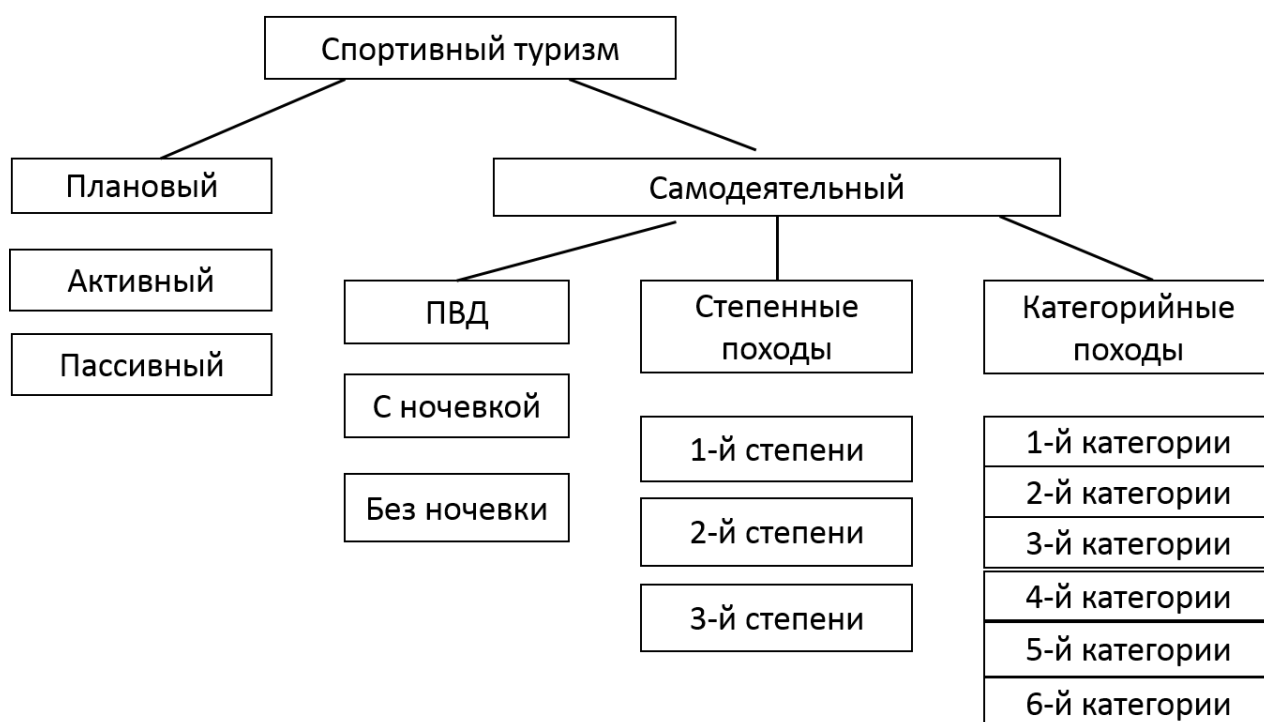 Спортивный туризм
Плановый
Самодеятельный
Активный
Пассивный
ПВД
С ночевкой
Без ночевки
Степенные
походы
1-й степени
2-й степени
3-й степени
Категорийные
походы
1-й категории
2-й категории
3-й категории
4-й категории
5-й категории
6-й категории